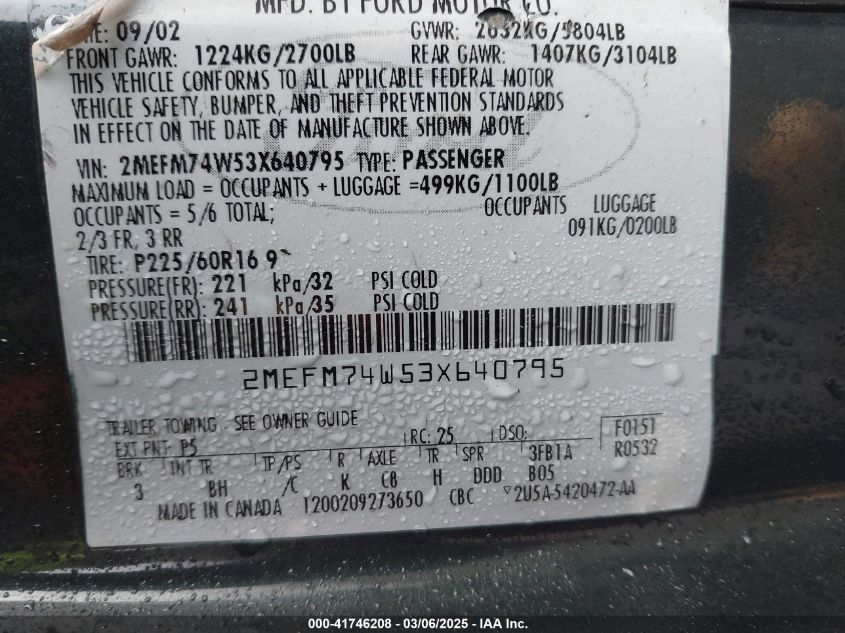 MFD. BY FORD MOTOR CO.
09/02 GVWR: 2632KG/5804LB
FRONT GAWR: 1224KG/2700LB REAR GAWR: 1407KG/3104LB
THIS VEHICLE CONFORMS TO ALL APPLICABLE FEDERAL MOTOR
VEHICLE SAFETY, BUMPER, AND THEFT PREVENTION STANDARDS
IN EFFECT ON THE DATE OF MANUFACTURE SHOWN ABOVE.
VIN: 2MEFM74W53X640795 TYPE: PASSENGER
MAXIMUM LOAD = OCCUPANTS + LUGGAGE =499KG/1100LB
OCCUPANTS = 5/6 TOTAL; OCCUPANTS LUGGAGE
2/3 FR, 3 RR 091KG/0200LB
TIRE: P225/60R16 9
PRESSURE(FR): 221 kPa/32 PSI COLD
PRESSURE(RR): 241 kPa/35 PSI COLD
2MEFM74W53X640795
TRAILER TOWING - SEE OWNER GUIDE
EXT PNT: P5 RC: 25 DSO: F0151
BRK INT TR TP/PS R AXLE TR SPR 3FB1A R0532
3 BH /C K C8 H DDD B05
MADE IN CANADA 1200209273650 CBC 2U5A-5420472-AA
000-41746208 - 03/06/2025 - IAA Inc.